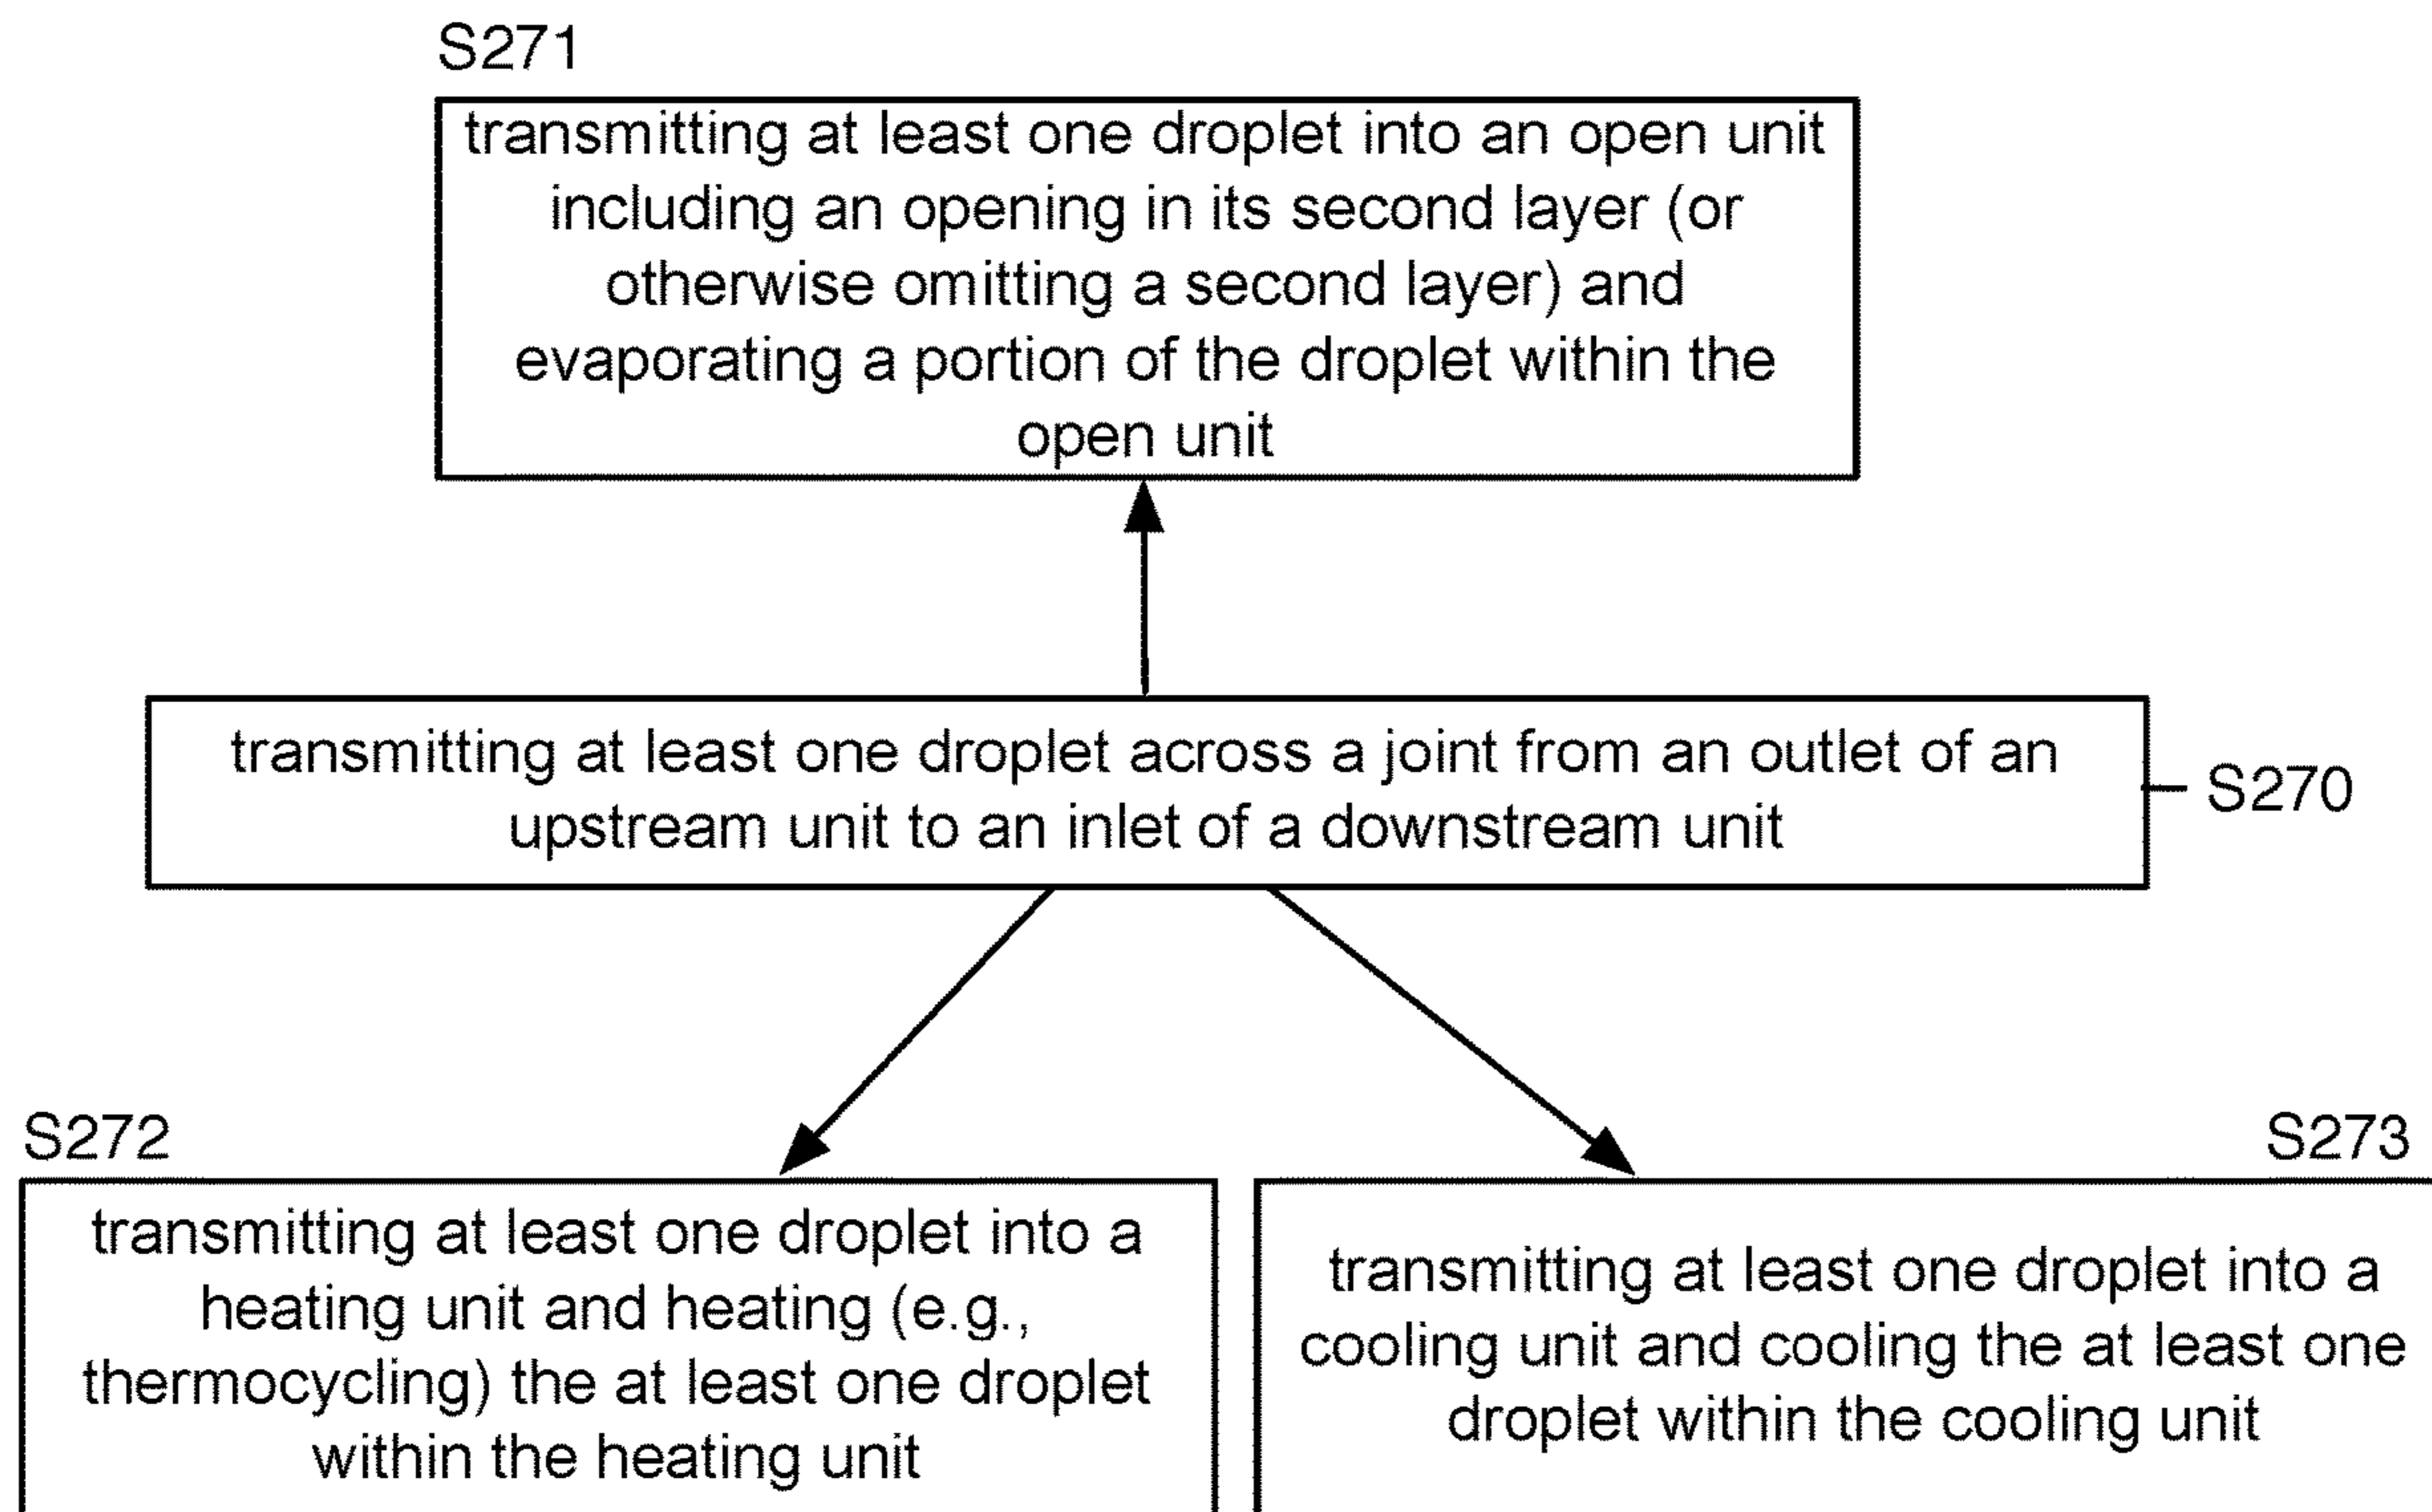 S271
transmitting at least one droplet into an open unit
including an opening in its second layer (or
otherwise omitting a second layer) and
evaporating a portion of the droplet within the
open unit
transmitting at least one droplet across a joint from an outlet of an
upstream unit to an inlet of a downstream unit
S270
S272
transmitting at least one droplet into a
heating unit and heating (e.g.,
thermocycling) the at least one droplet
within the heating unit
S273
transmitting at least one droplet into a
cooling unit and cooling the at least one
droplet within the cooling unit